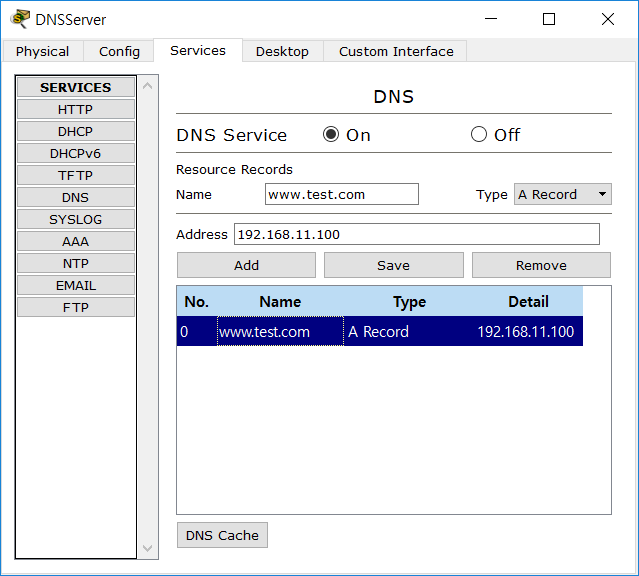 DNSServer
Physical Config Services Desktop Custom Interface
SERVICES
HTTP
DHCP
DHCPv6
TFTP
DNS
SYSLOG
AAA
NTP
EMAIL
FTP
DNS
DNS Service On Off
Resource Records
Name www.test.com Type A Record
Address 192.168.11.100
Add Save Remove
No. Name Type Detail
0 www.test.com A Record 192.168.11.100
DNS Cache